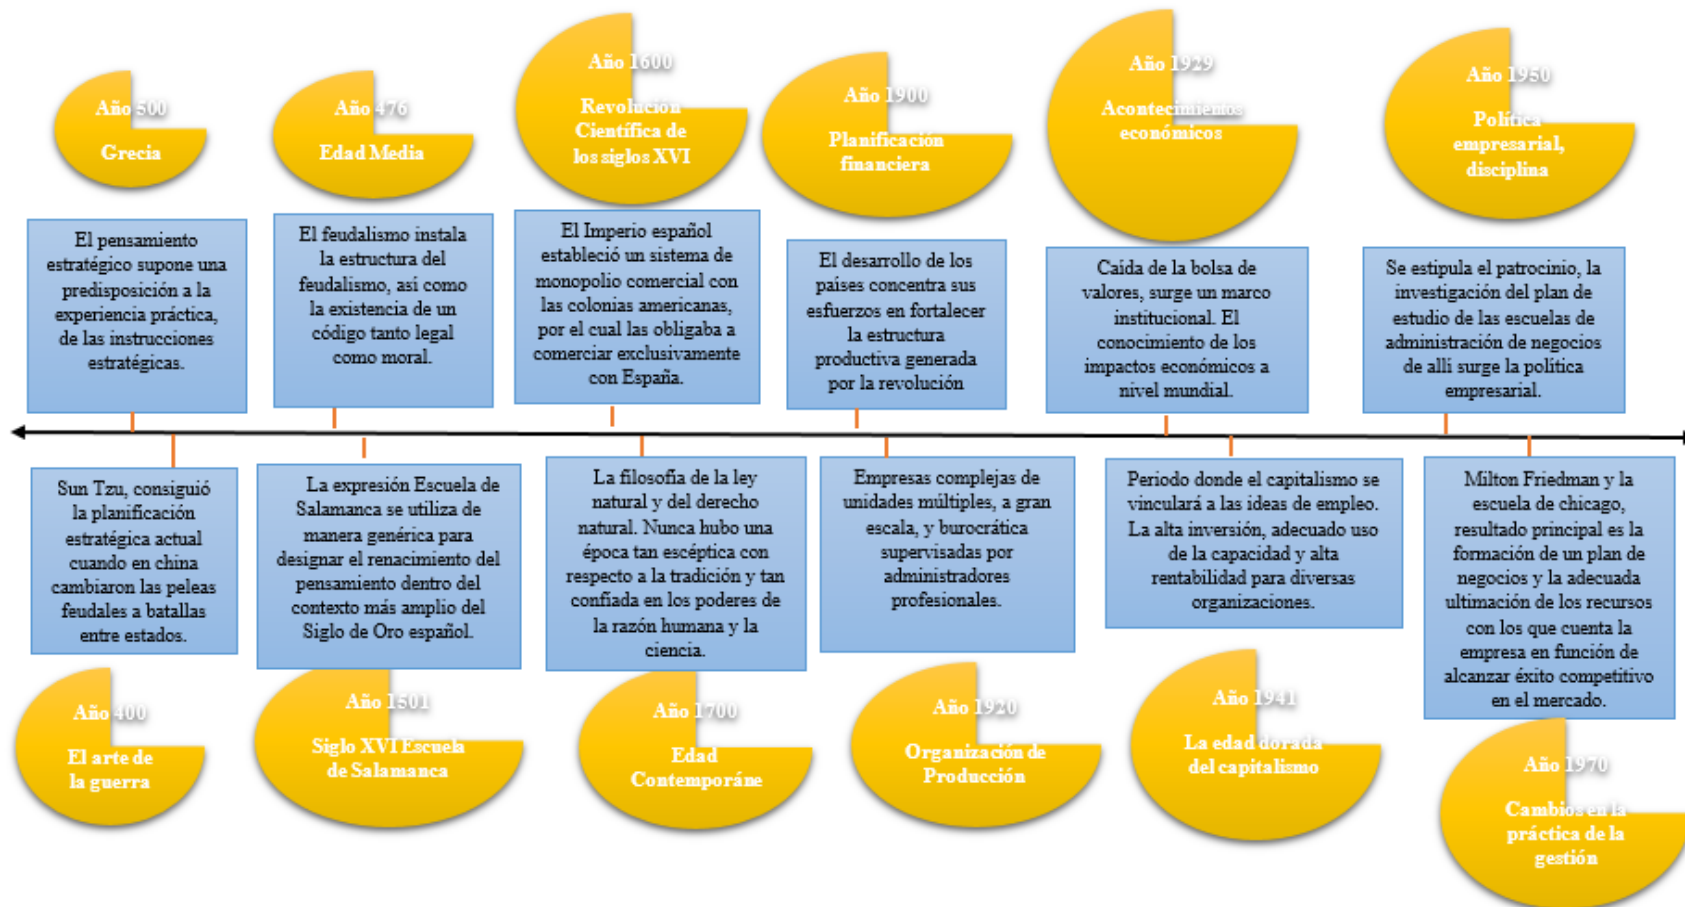 Año 500
Grecia
El pensamiento
estratégico supone una
predisposición a la
experiencia práctica,
de las instrucciones
estratégicas.
Año 476
Edad Media
El feudalismo instala
la estructura del
feudalismo, así como
la existencia de un
código tanto legal
como moral.
Año 1600
Revolución
Científica de
los siglos XVI
El Imperio español
estableció un sistema de
monopolio comercial con
las colonias americanas,
por el cual las obligaba a
comerciar exclusivamente
con España.
Año 1900
Planificación
financiera
El desarrollo de los
países concentra sus
esfuerzos en fortalecer
la estructura
productiva generada
por la revolución
Año 1929
Acontecimientos
económicos
Caída de la bolsa de
valores, surge un marco
institucional. El
conocimiento de los
impactos económicos a
nivel mundial.
Año 1950
Política
empresarial,
disciplina
Se estipula el patrocinio, la
investigación del plan de
estudio de las escuelas de
administración de negocios
de allí surge la política
empresarial.
Sun Tzu, consiguió
la planificación
estratégica actual
cuando en china
cambiaron las peleas
feudales a batallas
entre estados.
Año 400
El arte de
la guerra
La expresión Escuela de
Salamanca se utiliza de
manera genérica para
designar el renacimiento del
pensamiento dentro del
contexto más amplio del
Siglo de Oro español.
Año 1501
Siglo XVI Escuela
de Salamanca
La filosofía de la ley
natural y del derecho
natural. Nunca hubo una
época tan escéptica con
respecto a la tradición y tan
confiada en los poderes de
la razón humana y la
ciencia.
Año 1700
Edad
Contemporáne
Empresas complejas de
unidades múltiples, a gran
escala, y burocrática
supervisadas por
administradores
profesionales.
Año 1920
Organización de
Producción
Periodo donde el capitalismo se
vinculará a las ideas de empleo.
La alta inversión, adecuado uso
de la capacidad y alta
rentabilidad para diversas
organizaciones.
Año 1941
La edad dorada
del capitalismo
Milton Friedman y la
escuela de chicago,
resultado principal es la
formación de un plan de
negocios y la adecuada
ultimación de los recursos
con los que cuenta la
empresa en función de
alcanzar éxito competitivo
en el mercado.
Año 1970
Cambios en la
práctica de la
gestión